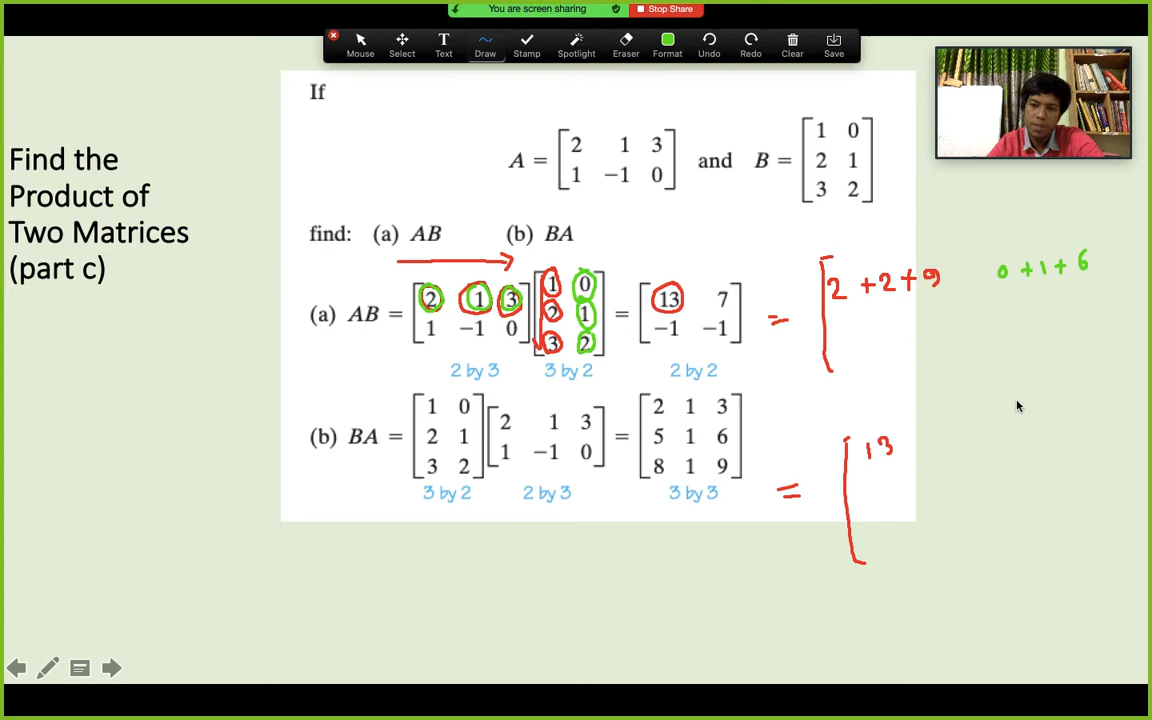 You are screen sharing Stop Share
Mouse Select Text Draw Stamp Spotlight Eraser Format Undo Redo Clear Save
Find the
Product of
Two Matrices
(part c)
If
A = [2 1 3
1 −1 0] and B = [1 0
2 1
3 2]
find: (a) AB (b) BA
(a) AB = [2 1 3
1 −1 0] [1 0
2 1
3 2] = [13 7
−1 −1]
2 by 3 3 by 2 2 by 2
= [2 + 2 + 9 0 + 1 + 6
(b) BA = [1 0
2 1
3 2] [2 1 3
1 −1 0] = [2 1 3
5 1 6
8 1 9]
3 by 2 2 by 3 3 by 3
= [13